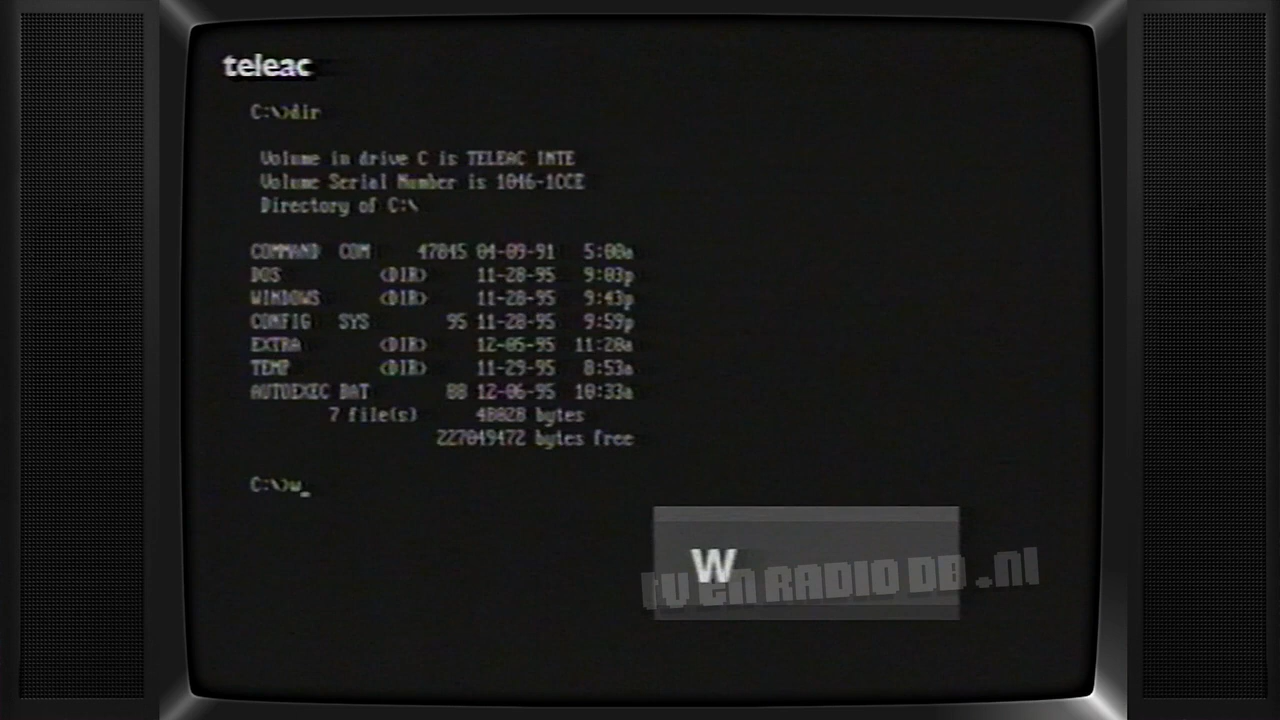 teleac
C:\>dir
Volume in drive C is TELEAC INTE
Volume Serial Number is 1046-1CCE
Directory of C:\
COMMAND COM 47845 04-09-91 5:00a
DOS <DIR> 11-28-95 9:03p
WINDOWS <DIR> 11-28-95 9:43p
CONFIG SYS 95 11-28-95 9:59p
EXTRA <DIR> 12-05-95 11:20a
TEMP <DIR> 11-29-95 8:53a
AUTOEXEC BAT 88 12-06-95 10:33a
7 file(s) 48028 bytes
227049472 bytes free
C:\>w_
W
TV en RADIO DB .nl